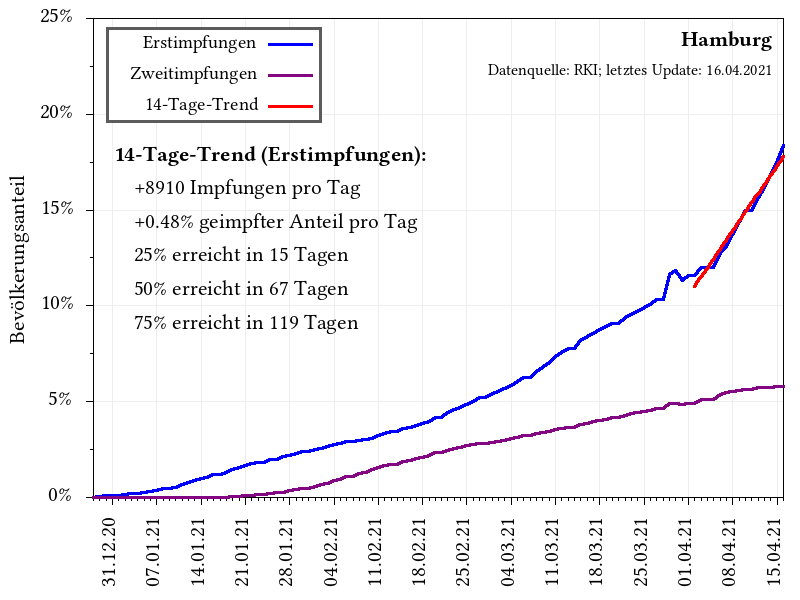 25%
20%
15%
10%
5%
0%
Bevölkerungsanteil
Erstimpfungen
Zweitimpfungen
14-Tage-Trend
Hamburg
Datenquelle: RKI; letztes Update: 16.04.2021
14-Tage-Trend (Erstimpfungen):
+8910 Impfungen pro Tag
+0.48% geimpfter Anteil pro Tag
25% erreicht in 15 Tagen
50% erreicht in 67 Tagen
75% erreicht in 119 Tagen
31.12.20
07.01.21
14.01.21
21.01.21
28.01.21
04.02.21
11.02.21
18.02.21
25.02.21
04.03.21
11.03.21
18.03.21
25.03.21
01.04.21
08.04.21
15.04.21